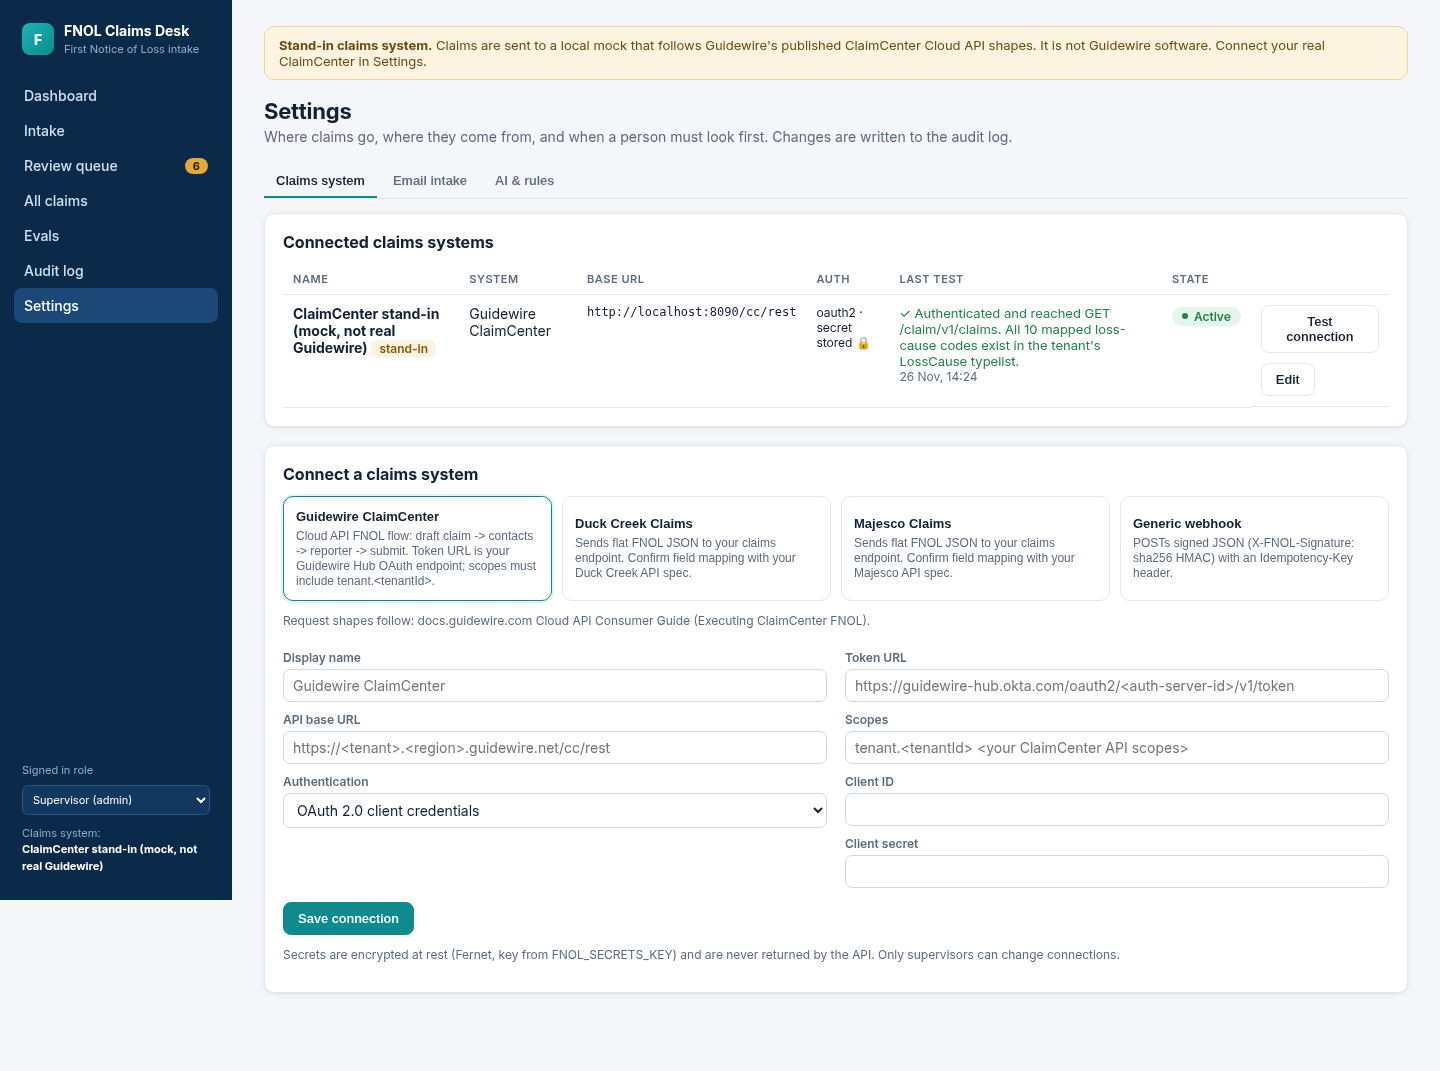 F
FNOL Claims Desk
First Notice of Loss intake
Dashboard
Intake
Review queue 6
All claims
Evals
Audit log
Settings
Signed in role
Supervisor (admin)
Claims system:
ClaimCenter stand-in (mock, not
real Guidewire)
Stand-in claims system. Claims are sent to a local mock that follows Guidewire's published ClaimCenter Cloud API shapes. It is not Guidewire software. Connect your real
ClaimCenter in Settings.
Settings
Where claims go, where they come from, and when a person must look first. Changes are written to the audit log.
Claims system Email intake AI & rules
Connected claims systems
NAME SYSTEM BASE URL AUTH LAST TEST STATE
ClaimCenter stand-in
(mock, not real
Guidewire) stand-in
Guidewire
ClaimCenter
http://localhost:8090/cc/rest
oauth2 ·
secret
stored 🔒
✓ Authenticated and reached GET
/claim/v1/claims. All 10 mapped loss-
cause codes exist in the tenant's
LossCause typelist.
26 Nov, 14:24
Active
Test
connection
Edit
Connect a claims system
Guidewire ClaimCenter
Cloud API FNOL flow: draft claim -> contacts
-> reporter -> submit. Token URL is your
Guidewire Hub OAuth endpoint; scopes must
include tenant.<tenantId>.
Duck Creek Claims
Sends flat FNOL JSON to your claims
endpoint. Confirm field mapping with your
Duck Creek API spec.
Majesco Claims
Sends flat FNOL JSON to your claims
endpoint. Confirm field mapping with your
Majesco API spec.
Generic webhook
POSTs signed JSON (X-FNOL-Signature:
sha256 HMAC) with an Idempotency-Key
header.
Request shapes follow: docs.guidewire.com Cloud API Consumer Guide (Executing ClaimCenter FNOL).
Display name
Guidewire ClaimCenter
Token URL
https://guidewire-hub.okta.com/oauth2/<auth-server-id>/v1/token
API base URL
https://<tenant>.<region>.guidewire.net/cc/rest
Scopes
tenant.<tenantId> <your ClaimCenter API scopes>
Authentication
OAuth 2.0 client credentials
Client ID
Client secret
Save connection
Secrets are encrypted at rest (Fernet, key from FNOL_SECRETS_KEY) and are never returned by the API. Only supervisors can change connections.